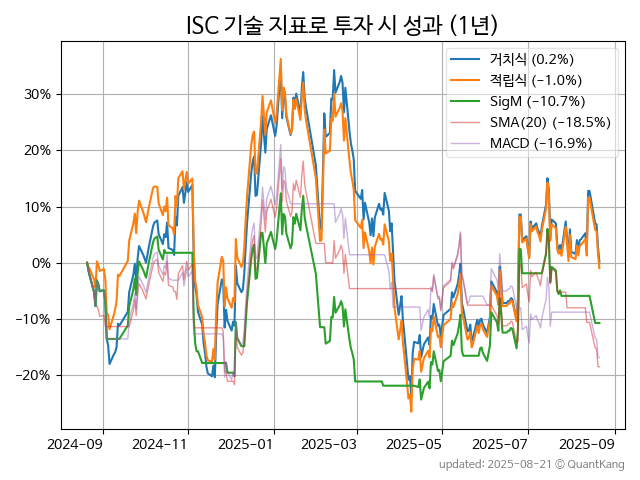 ISC 기술 지표로 투자 시 성과 (1년)
거치식 (0.2%)
적립식 (−1.0%)
SigM (−10.7%)
SMA(20) (−18.5%)
MACD (−16.9%)
30%
20%
10%
0%
−10%
−20%
2024-09 2024-11 2025-01 2025-03 2025-05 2025-07 2025-09
updated: 2025-08-21 © QuantKang